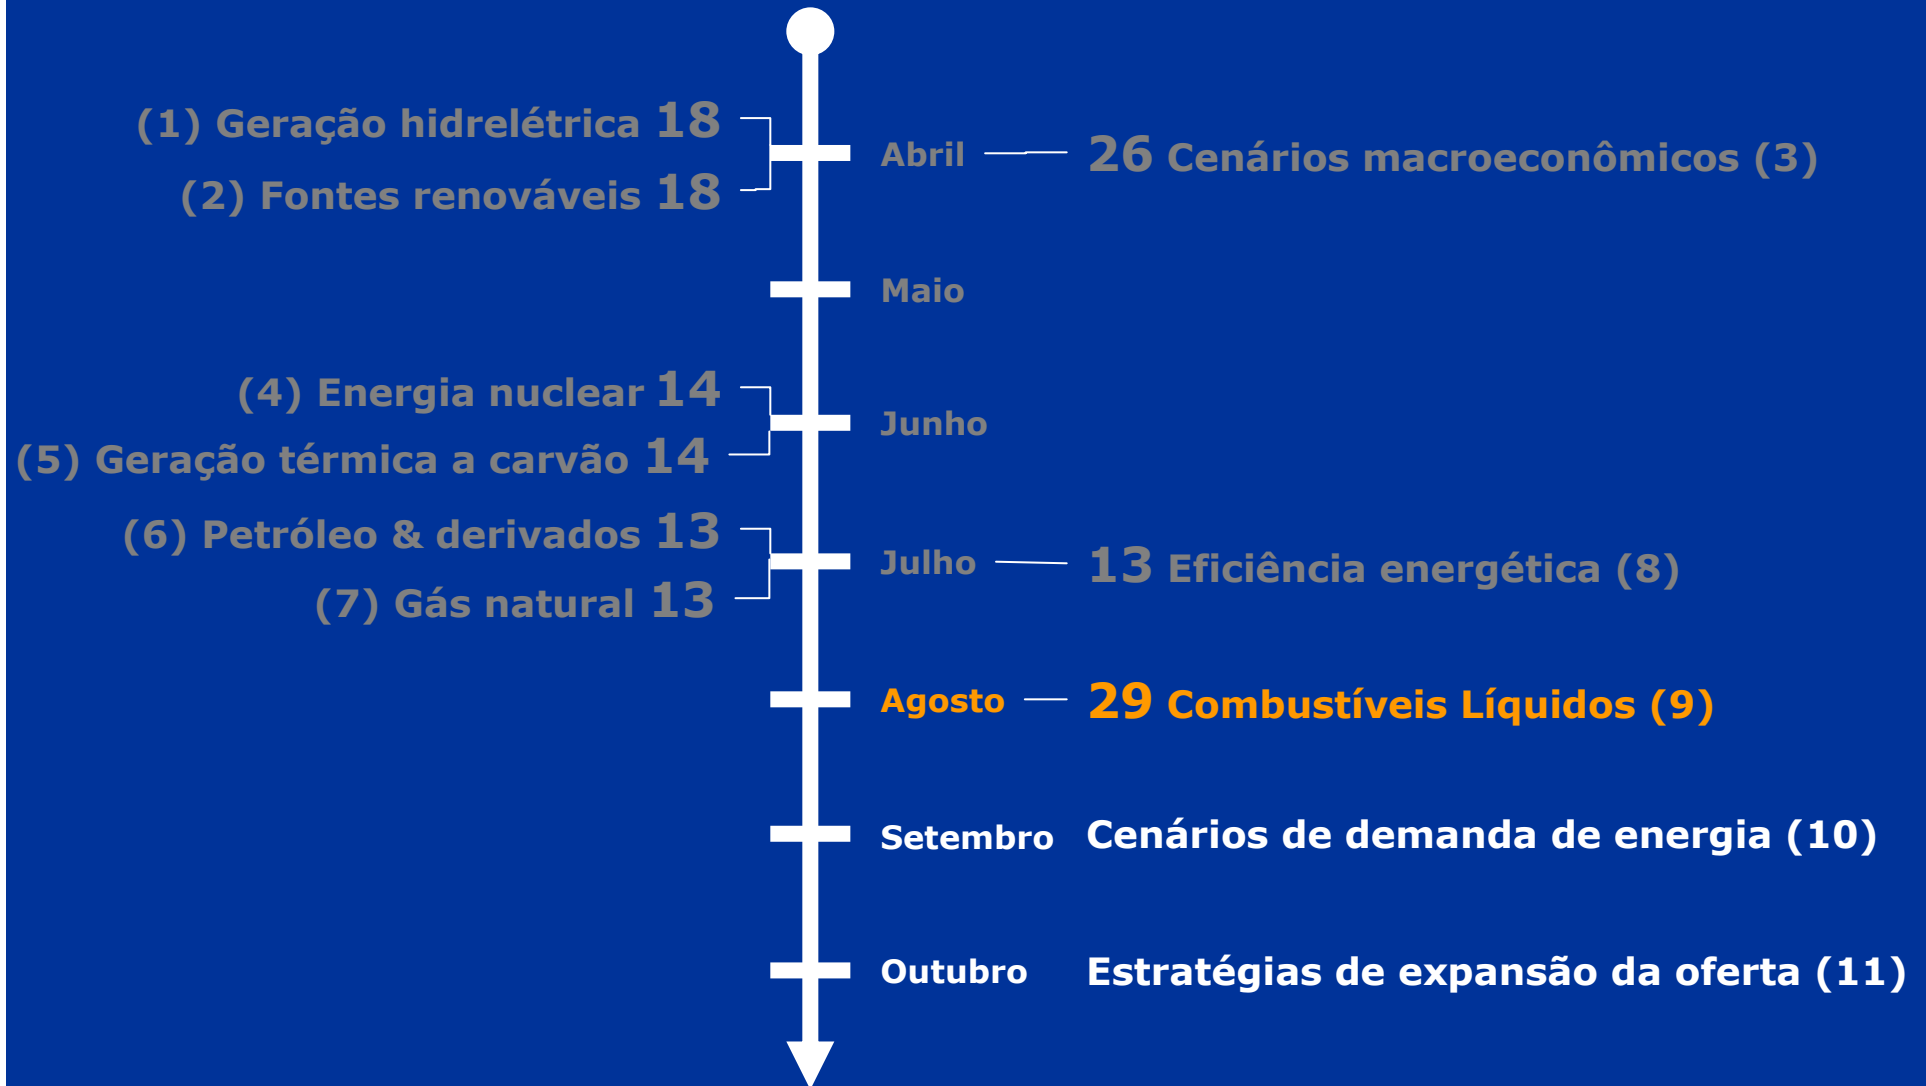 (1) Geração hidrelétrica 18
(2) Fontes renováveis 18
Abril
26 Cenários macroeconômicos (3)
Maio
(4) Energia nuclear 14
(5) Geração térmica a carvão 14
Junho
(6) Petróleo & derivados 13
(7) Gás natural 13
Julho
13 Eficiência energética (8)
Agosto
29 Combustíveis Líquidos (9)
Setembro
Cenários de demanda de energia (10)
Outubro
Estratégias de expansão da oferta (11)